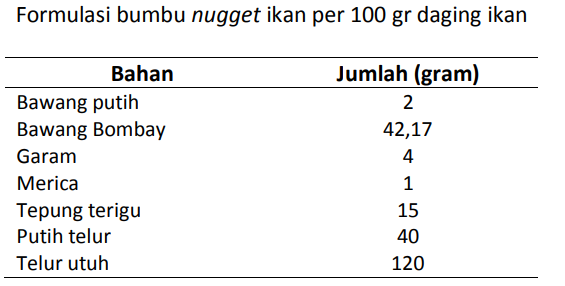 Formulasi bumbu nugget ikan per 100 gr daging ikan
Bahan Jumlah (gram)
Bawang putih 2
Bawang Bombay 42,17
Garam 4
Merica 1
Tepung terigu 15
Putih telur 40
Telur utuh 120